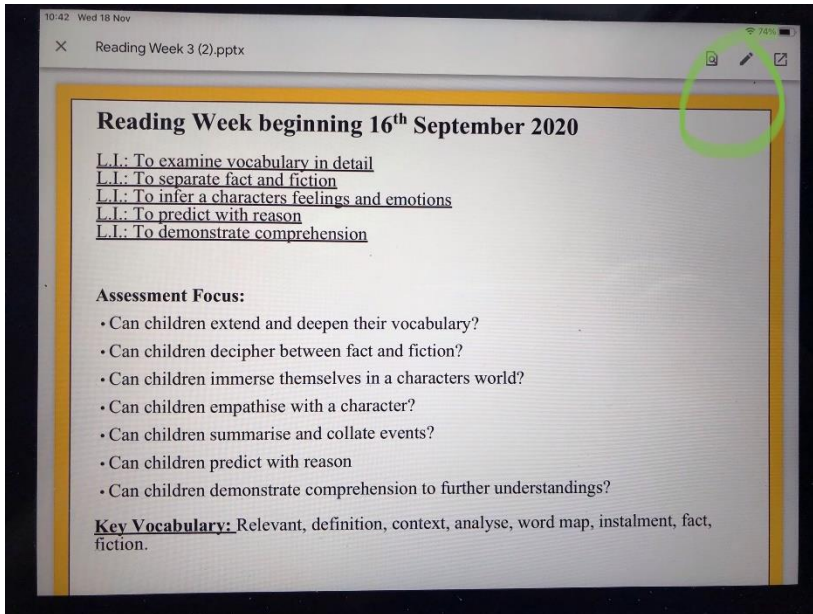 10:42 Wed 18 Nov
74%
Reading Week 3 (2).pptx
Reading Week beginning 16th September 2020
L.I.: To examine vocabulary in detail
L.I.: To separate fact and fiction
L.I.: To infer a characters feelings and emotions
L.I.: To predict with reason
L.I.: To demonstrate comprehension
Assessment Focus:
• Can children extend and deepen their vocabulary?
• Can children decipher between fact and fiction?
• Can children immerse themselves in a characters world?
• Can children empathise with a character?
• Can children summarise and collate events?
• Can children predict with reason
• Can children demonstrate comprehension to further understandings?
Key Vocabulary: Relevant, definition, context, analyse, word map, instalment, fact,
fiction.